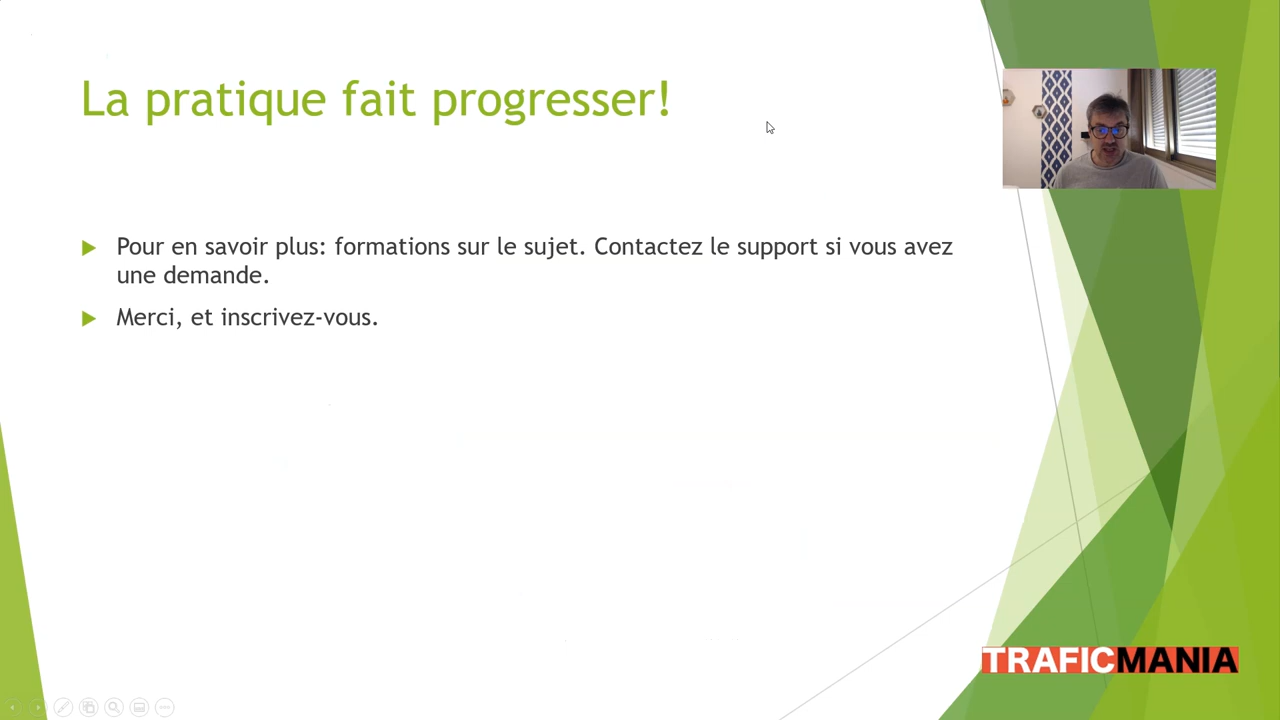 La pratique fait progresser!
Pour en savoir plus: formations sur le sujet. Contactez le support si vous avez
une demande.
Merci, et inscrivez-vous.
TRAFICMANIA